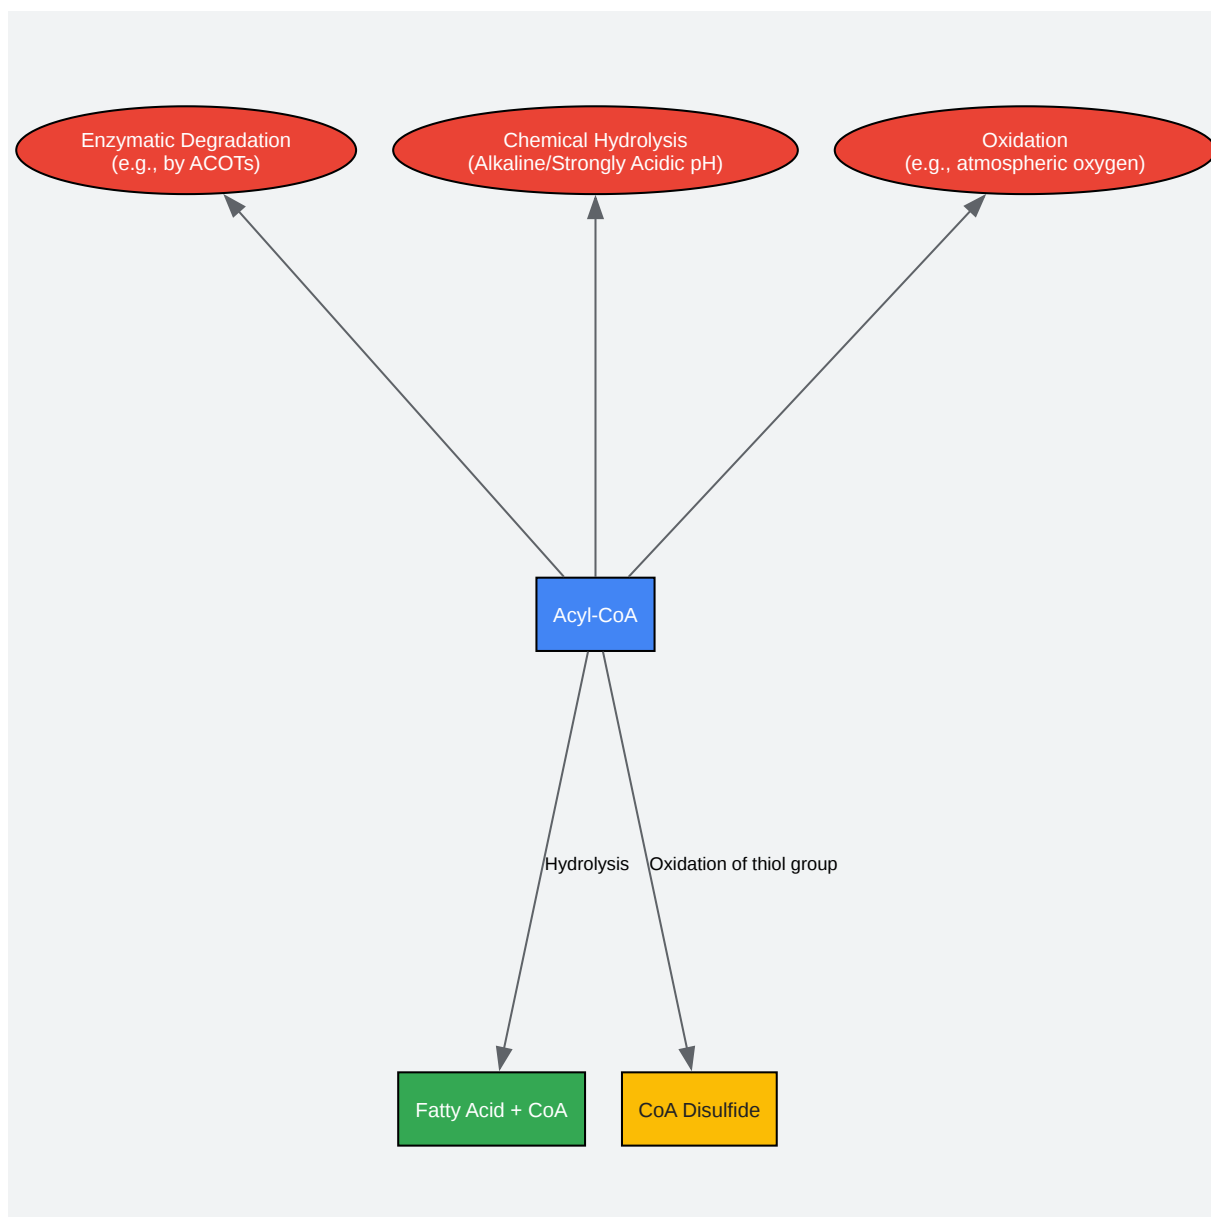 Enzymatic Degradation
(e.g., by ACOTs)
Chemical Hydrolysis
(Alkaline/Strongly Acidic pH)
Oxidation
(e.g., atmospheric oxygen)
Acyl-CoA
Hydrolysis
Oxidation of thiol group
Fatty Acid + CoA
CoA Disulfide